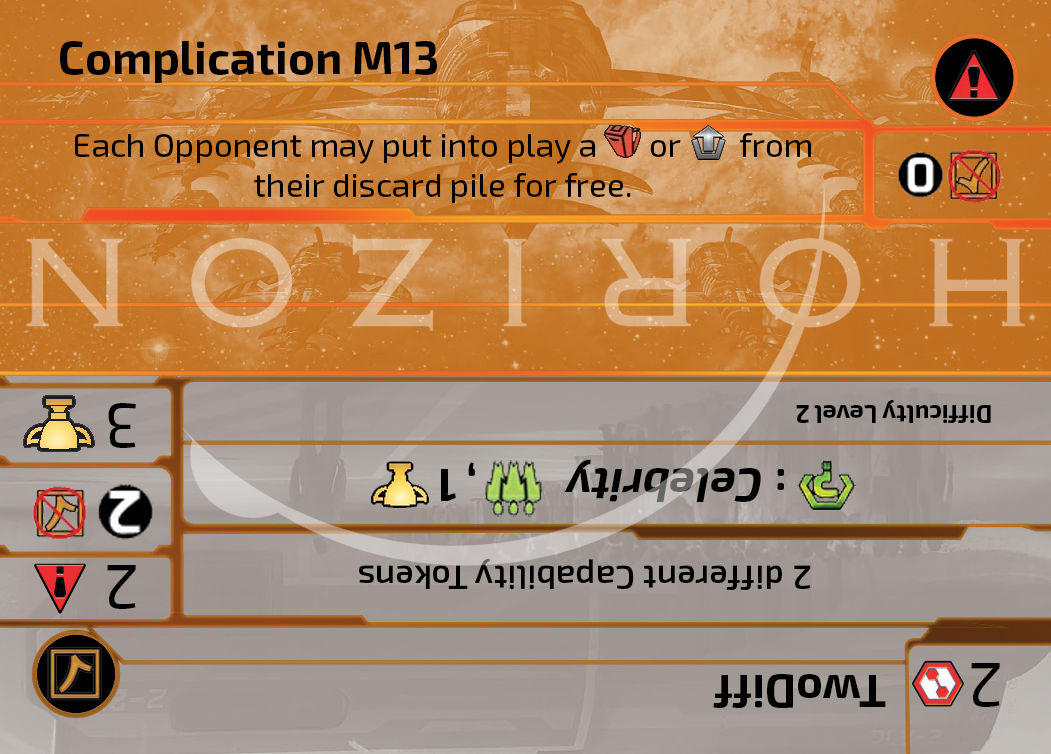 Complication M13
Each Opponent may put into play a or from
their discard pile for free.
0
HORIZON
2
TwoDiff
2 different Capability Tokens
2
2
: Celebrity , 1
3
Difficulty Level 2